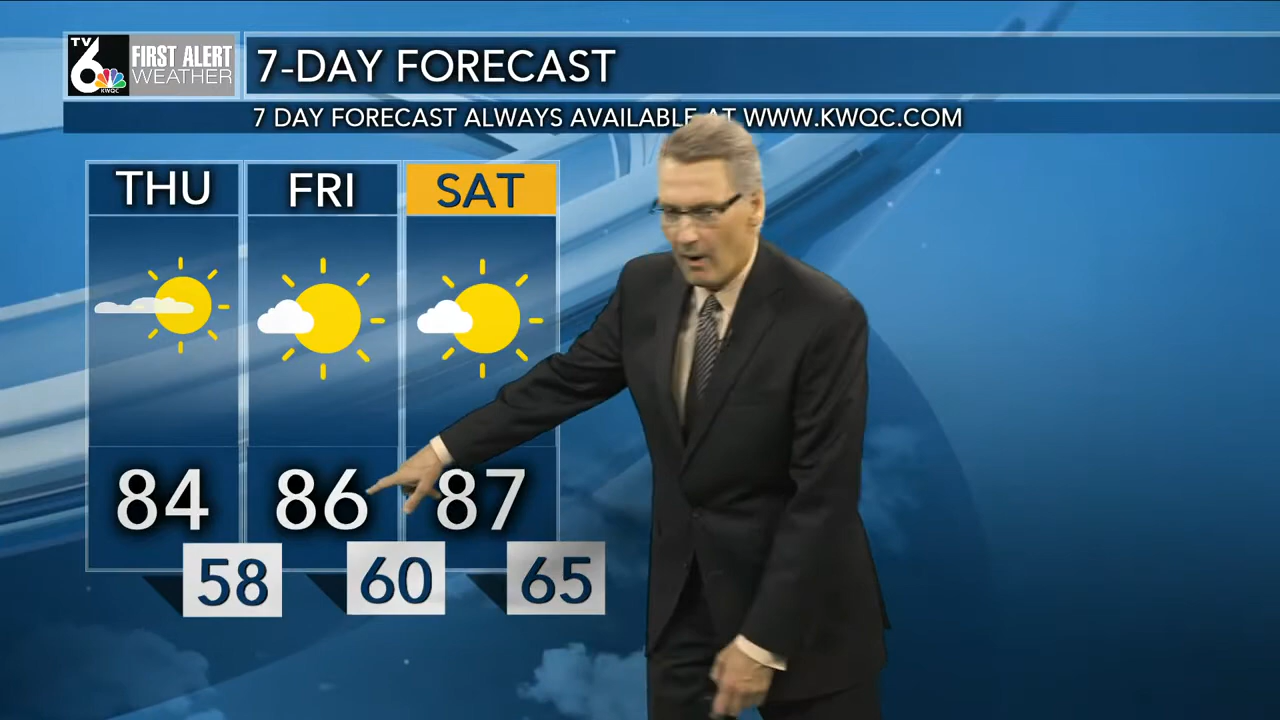 TV
6
KWQC
FIRST ALERT
WEATHER
7-DAY FORECAST
7 DAY FORECAST ALWAYS AVAILABLE AT WWW.KWQC.COM
THU FRI SAT
84 86 87
58 60 65